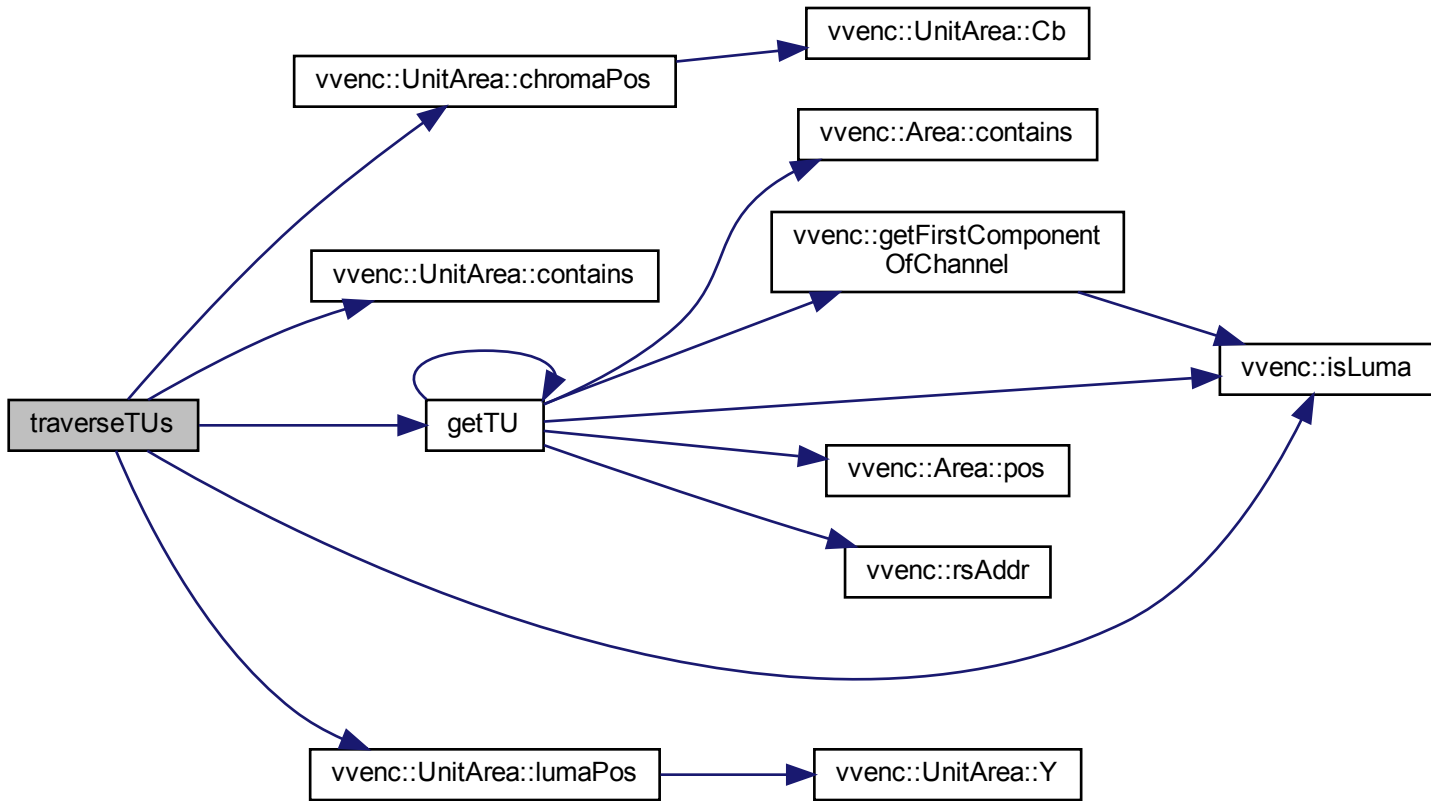 vvenc::UnitArea::Cb
vvenc::UnitArea::chromaPos
vvenc::Area::contains
vvenc::getFirstComponent
OfChannel
vvenc::UnitArea::contains
vvenc::isLuma
traverseTUs
getTU
vvenc::Area::pos
vvenc::rsAddr
vvenc::UnitArea::lumaPos
vvenc::UnitArea::Y